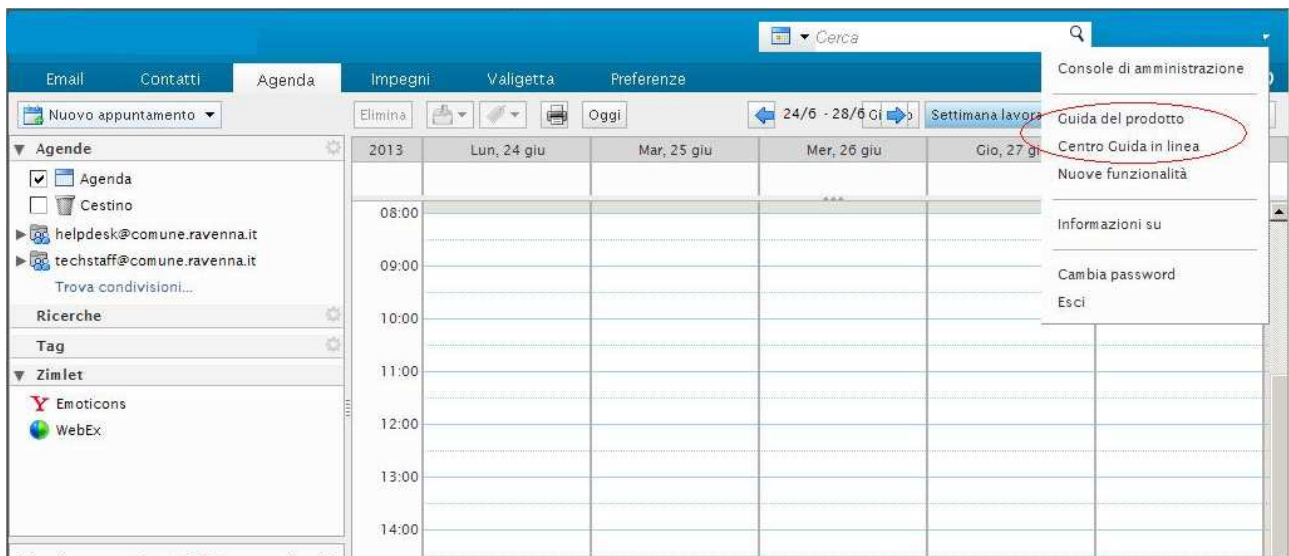 Cerca
Email Contatti Agenda Impegni Valigetta Preferenze
Nuovo appuntamento Elimina Oggi 24/6 - 28/6 Settimana
Agende
Agenda
Cestino
helpdesk@comune.ravenna.it
techstaff@comune.ravenna.it
Trova condivisioni...
Ricerche
Tag
Zimlet
Emoticons
WebEx
2013 Lun, 24 giu Mar, 25 giu Mer, 26 giu Gio, 27
08:00
09:00
10:00
11:00
12:00
13:00
14:00
Console di amministrazione
Guida del prodotto
Centro Guida in linea
Nuove funzionalità
Informazioni su
Cambia password
Esci